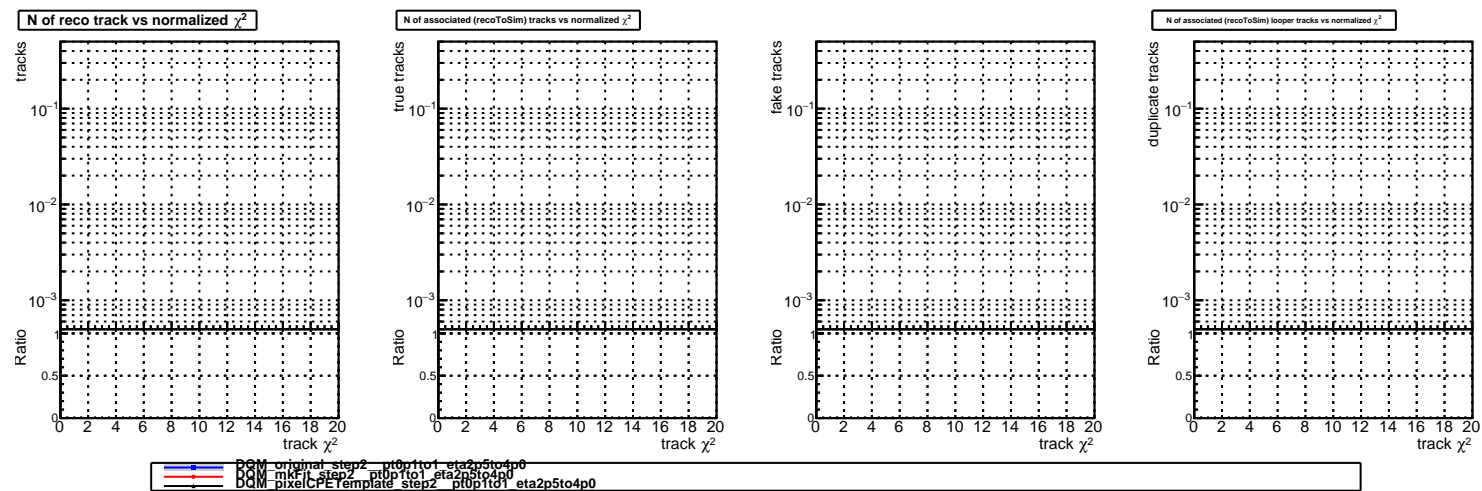 N of reco track vs normalized χ²
tracks
10⁻¹
10⁻²
10⁻³
Ratio
1
0.5
0
0 2 4 6 8 10 12 14 16 18 20
track χ²
N of associated (recoToSim) tracks vs normalized χ²
true tracks
10⁻¹
10⁻²
10⁻³
Ratio
1
0.5
0
0 2 4 6 8 10 12 14 16 18 20
track χ²
fake tracks
10⁻¹
10⁻²
10⁻³
Ratio
1
0.5
0
0 2 4 6 8 10 12 14 16 18 20
track χ²
N of associated (recoToSim) looper tracks vs normalized χ²
duplicate tracks
10⁻¹
10⁻²
10⁻³
Ratio
1
0.5
0
0 2 4 6 8 10 12 14 16 18 20
track χ²
DQM_original_step2__pt0p1to1_eta2p5to4p0
DQM_mkFit_step2__pt0p1to1_eta2p5to4p0
DQM_pixelCPETemplate_step2__pt0p1to1_eta2p5to4p0